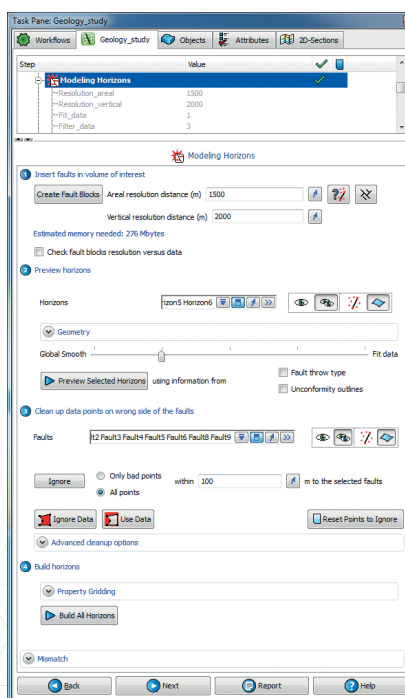 Task Pane: Geology_study
Workflows Geology_study Objects Attributes 2D-Sections
Step Value
Modeling Horizons
Resolution_areal 1500
Resolution_vertical 2000
Fit_data 1
Filter_data 3
Modeling Horizons
1 Insert faults in volume of interest
Create Fault Blocks Areal resolution distance (m) 1500
Vertical resolution distance (m) 2000
Estimated memory needed: 276 Mbytes
Check fault blocks resolution versus data
2 Preview horizons
Horizons rizon5 Horizon6
Geometry
Global Smooth Fit data
Preview Selected Horizons using information from Fault throw type
Unconformity outlines
3 Clean up data points on wrong side of the faults
Faults lt2 Fault3 Fault4 Fault5 Fault6 Fault8 Fault9
Ignore Only bad points within 100 m to the selected faults
All points
Ignore Data Use Data Reset Points to Ignore
Advanced cleanup options
4 Build horizons
Property Gridding
Build All Horizons
Mismatch
Back Next Report Help